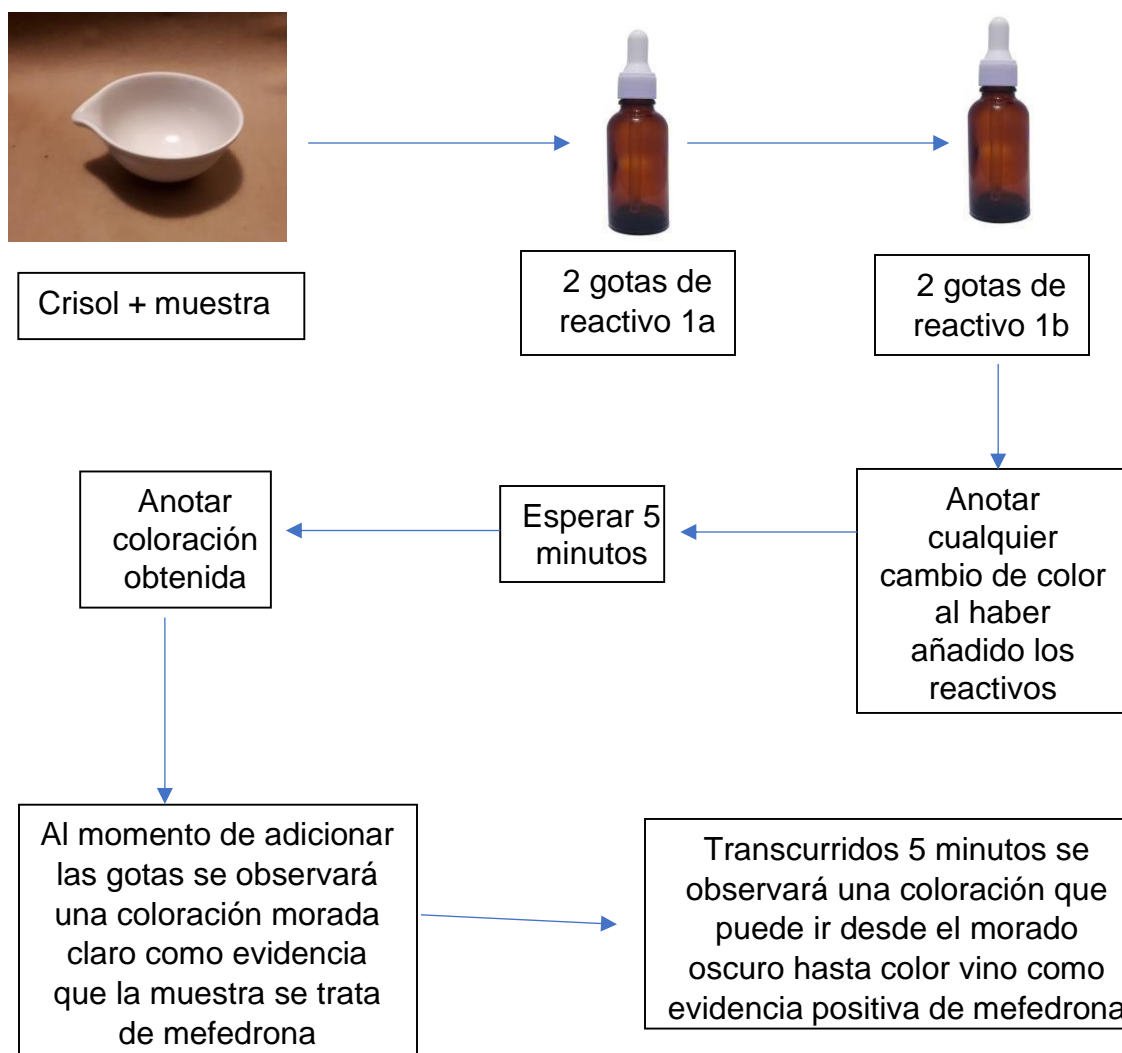 Crisol + muestra
2 gotas de
reactivo 1a
2 gotas de
reactivo 1b
Anotar
cualquier
cambio de color
al haber
añadido los
reactivos
Esperar 5
minutos
Anotar
coloración
obtenida
Al momento de adicionar
las gotas se observará
una coloración morada
claro como evidencia
que la muestra se trata
de mefedrona
Transcurridos 5 minutos se
observará una coloración que
puede ir desde el morado
oscuro hasta color vino como
evidencia positiva de mefedrona